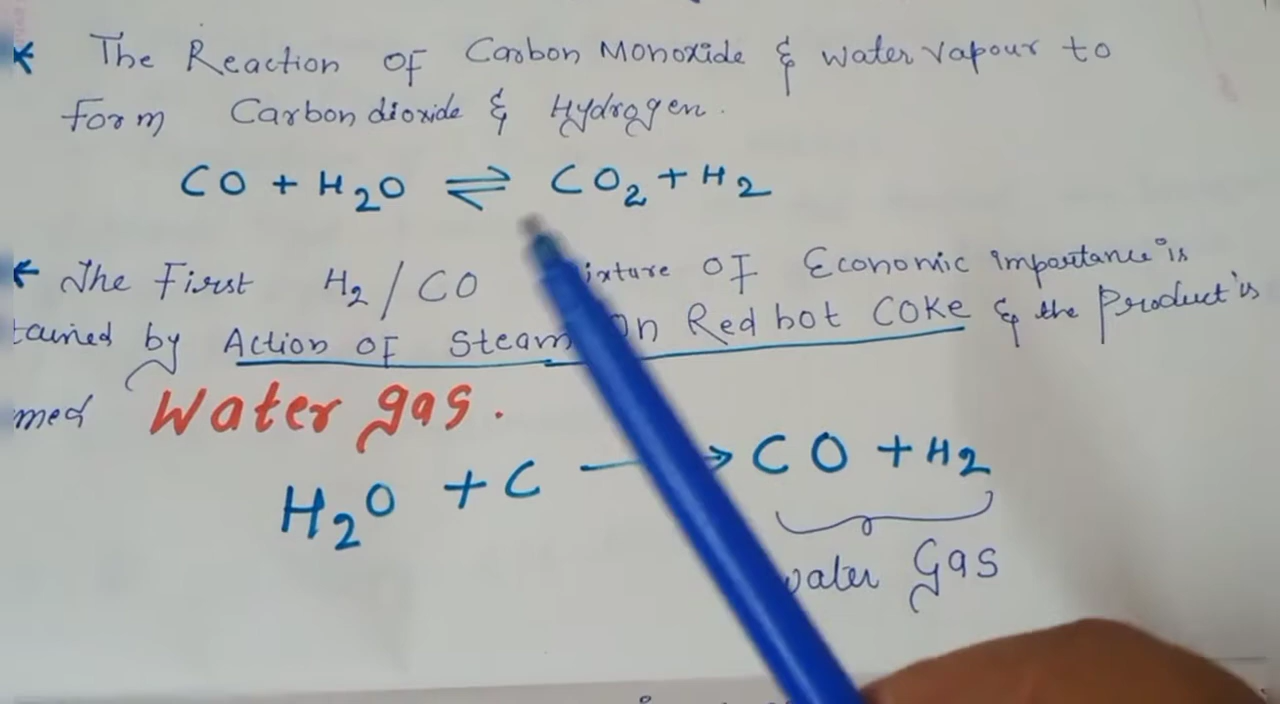 The Reaction OF Carbon Monoxide & water vapour to
Form Carbon dioxide & Hydrogen.
CO + H₂O ⇌ CO₂ + H₂
The First H₂/CO ixture OF Economic importance is
tained by Action OF Steam On Red hot COKe & the Product is
med Water gas.
H₂O + C → CO + H₂
water Gas